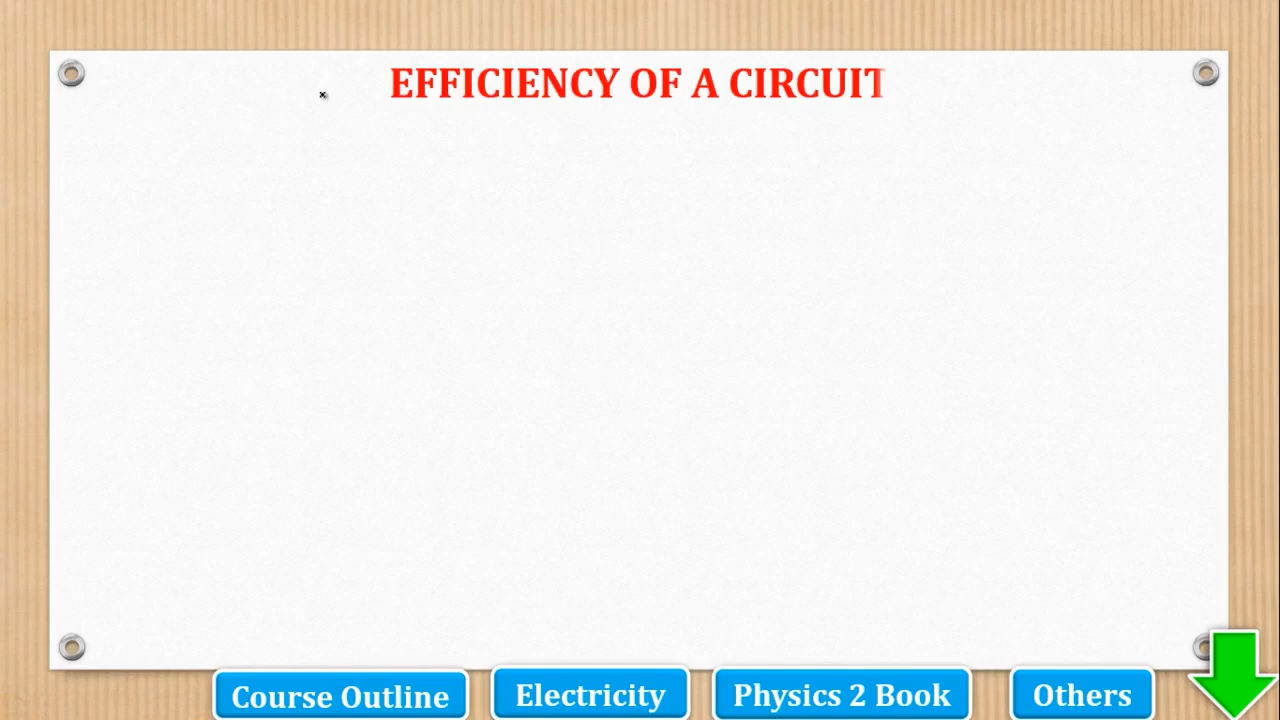 EFFICIENCY OF A CIRCUIT
Course Outline
Electricity
Physics 2 Book
Others